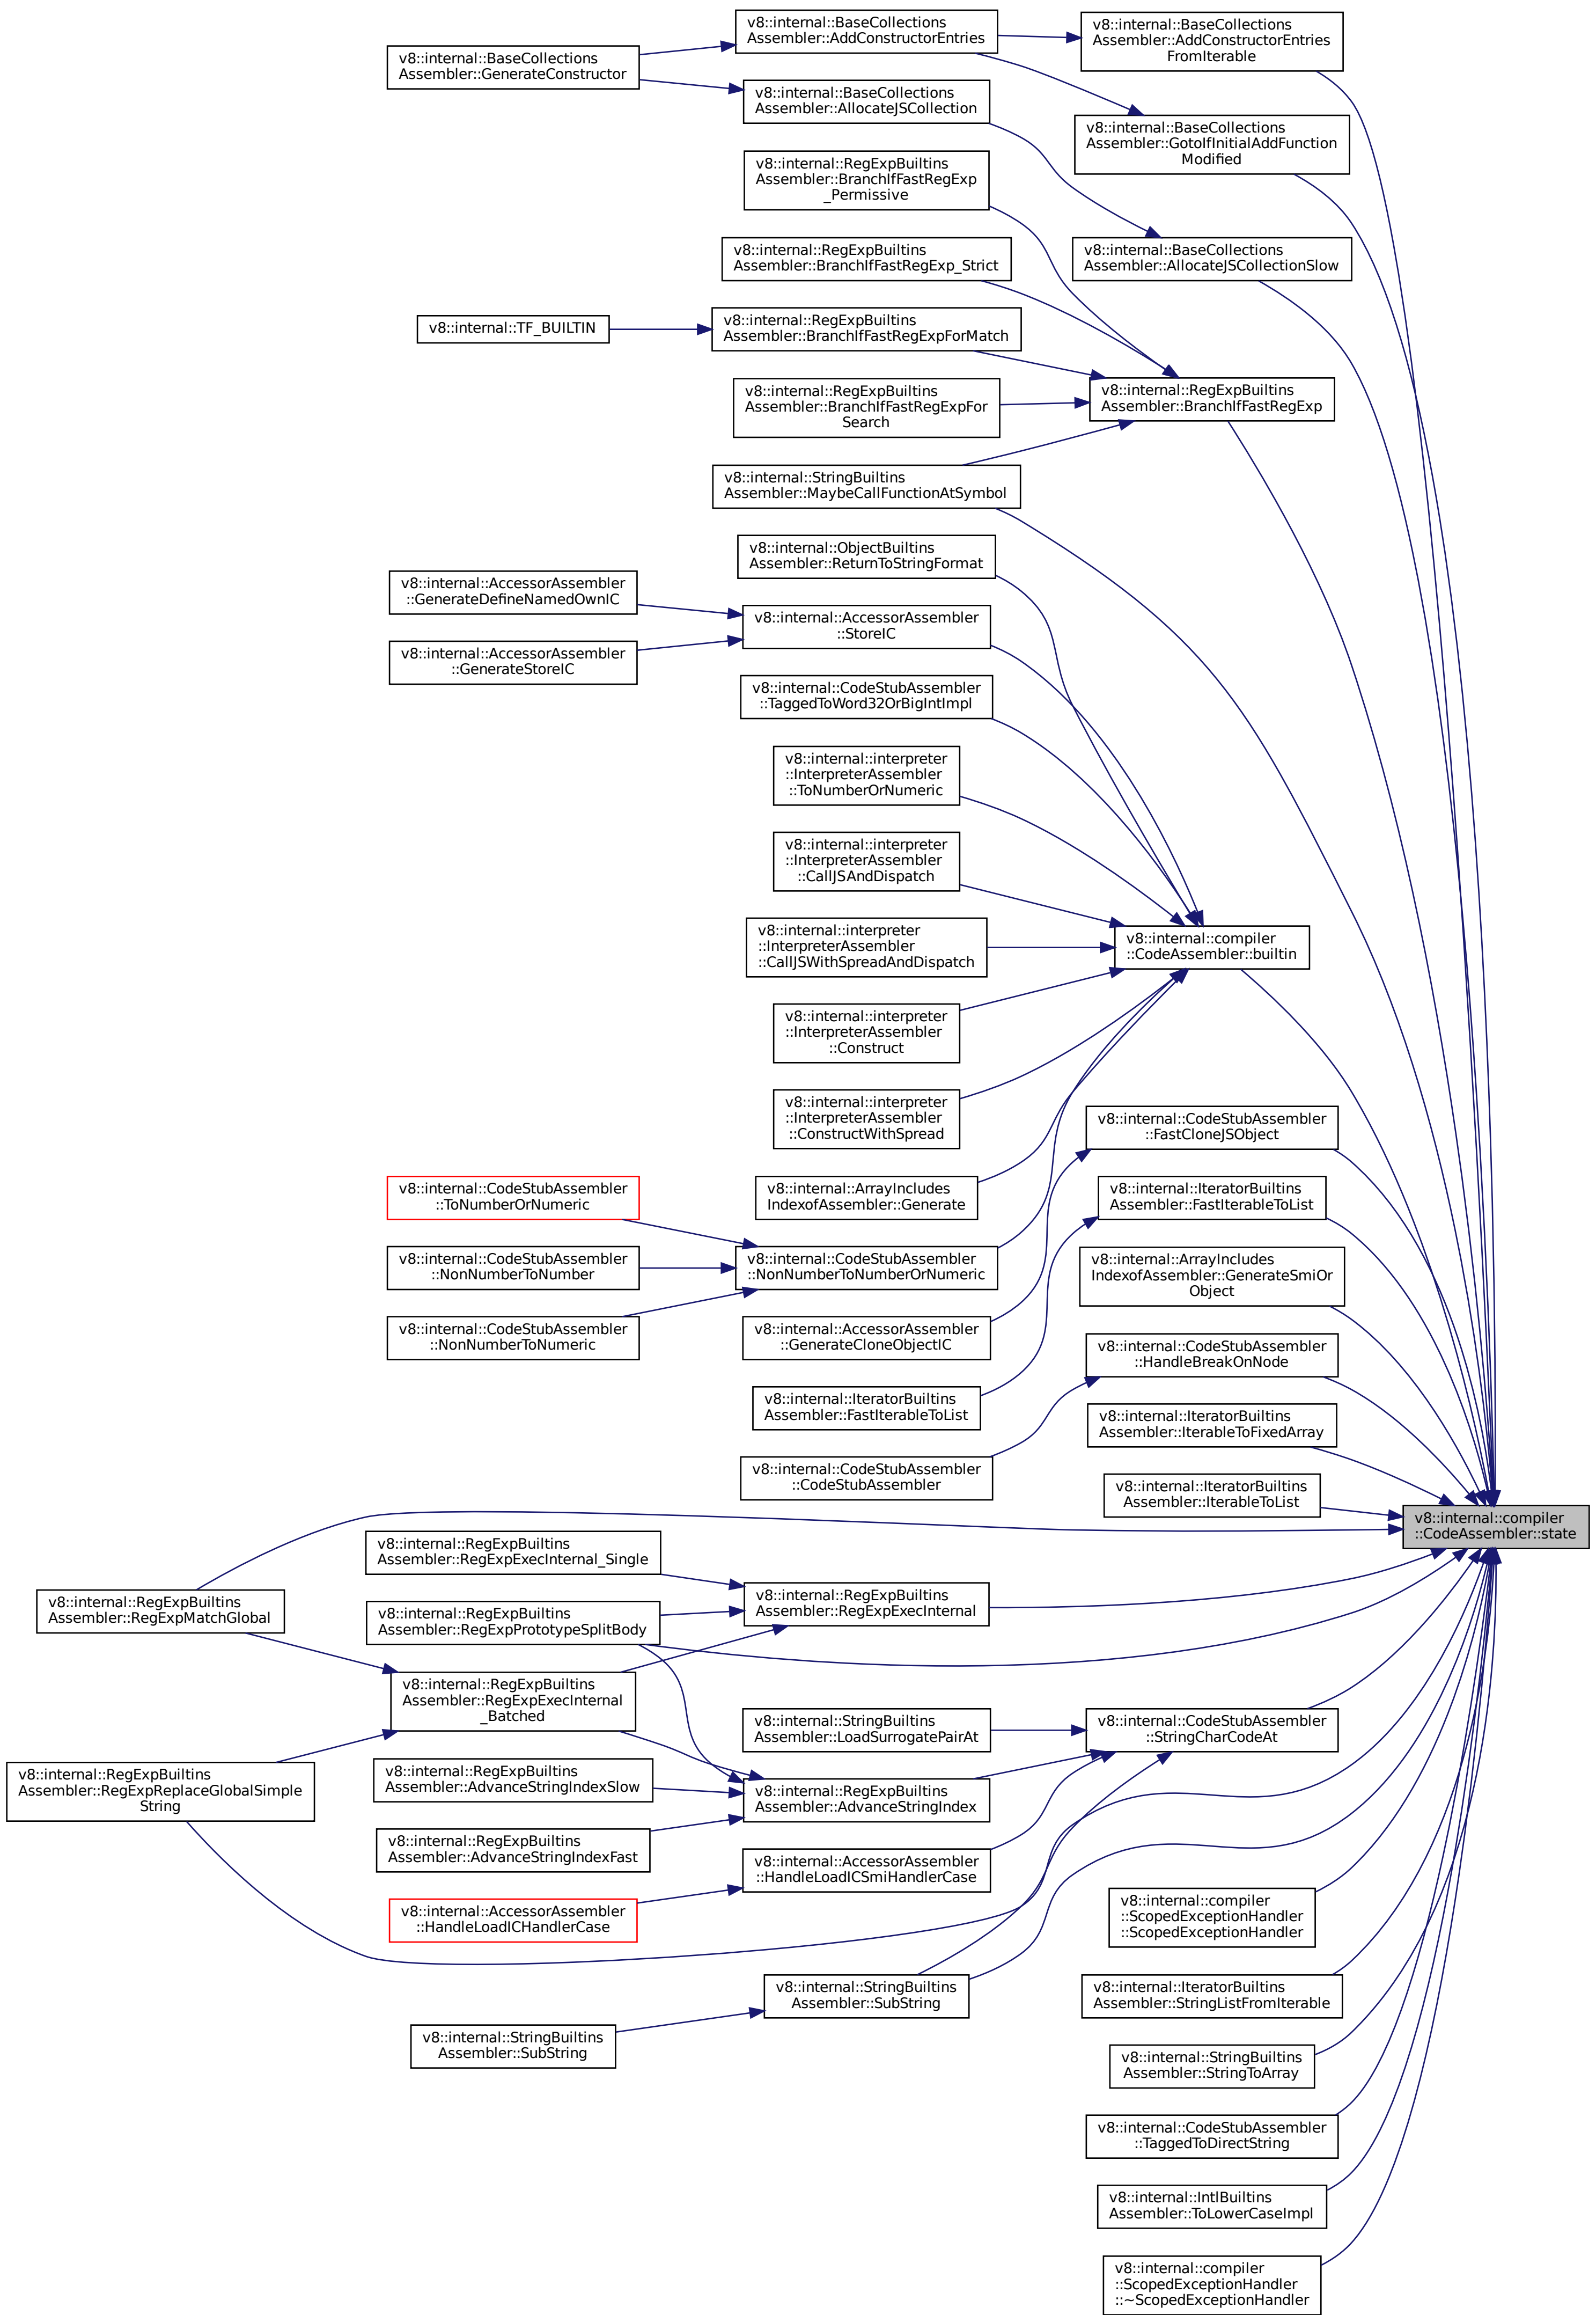 v8::internal::BaseCollections
Assembler::GenerateConstructor
v8::internal::BaseCollections
Assembler::AddConstructorEntries
v8::internal::BaseCollections
Assembler::AddConstructorEntries
FromIterable
v8::internal::BaseCollections
Assembler::AllocateJSCollection
v8::internal::BaseCollections
Assembler::GotoIfInitialAddFunction
Modified
v8::internal::RegExpBuiltins
Assembler::BranchIfFastRegExp
_Permissive
v8::internal::RegExpBuiltins
Assembler::BranchIfFastRegExp_Strict
v8::internal::BaseCollections
Assembler::AllocateJSCollectionSlow
v8::internal::TF_BUILTIN
v8::internal::RegExpBuiltins
Assembler::BranchIfFastRegExpForMatch
v8::internal::RegExpBuiltins
Assembler::BranchIfFastRegExpFor
Search
v8::internal::RegExpBuiltins
Assembler::BranchIfFastRegExp
v8::internal::StringBuiltins
Assembler::MaybeCallFunctionAtSymbol
v8::internal::ObjectBuiltins
Assembler::ReturnToStringFormat
v8::internal::AccessorAssembler
::GenerateDefineNamedOwnIC
v8::internal::AccessorAssembler
::StoreIC
v8::internal::AccessorAssembler
::GenerateStoreIC
v8::internal::CodeStubAssembler
::TaggedToWord32OrBigIntImpl
v8::internal::interpreter
::InterpreterAssembler
::ToNumberOrNumeric
v8::internal::interpreter
::InterpreterAssembler
::CallJSAndDispatch
v8::internal::interpreter
::InterpreterAssembler
::CallJSWithSpreadAndDispatch
v8::internal::compiler
::CodeAssembler::builtin
v8::internal::interpreter
::InterpreterAssembler
::Construct
v8::internal::interpreter
::InterpreterAssembler
::ConstructWithSpread
v8::internal::CodeStubAssembler
::FastCloneJSObject
v8::internal::CodeStubAssembler
::ToNumberOrNumeric
v8::internal::ArrayIncludes
IndexofAssembler::Generate
v8::internal::IteratorBuiltins
Assembler::FastIterableToList
v8::internal::CodeStubAssembler
::NonNumberToNumber
v8::internal::CodeStubAssembler
::NonNumberToNumberOrNumeric
v8::internal::ArrayIncludes
IndexofAssembler::GenerateSmiOr
Object
v8::internal::CodeStubAssembler
::NonNumberToNumeric
v8::internal::AccessorAssembler
::GenerateCloneObjectIC
v8::internal::CodeStubAssembler
::HandleBreakOnNode
v8::internal::IteratorBuiltins
Assembler::FastIterableToList
v8::internal::IteratorBuiltins
Assembler::IterableToFixedArray
v8::internal::CodeStubAssembler
::CodeStubAssembler
v8::internal::IteratorBuiltins
Assembler::IterableToList
v8::internal::compiler
::CodeAssembler::state
v8::internal::RegExpBuiltins
Assembler::RegExpExecInternal_Single
v8::internal::RegExpBuiltins
Assembler::RegExpMatchGlobal
v8::internal::RegExpBuiltins
Assembler::RegExpPrototypeSplitBody
v8::internal::RegExpBuiltins
Assembler::RegExpExecInternal
v8::internal::RegExpBuiltins
Assembler::RegExpExecInternal
_Batched
v8::internal::StringBuiltins
Assembler::LoadSurrogatePairAt
v8::internal::CodeStubAssembler
::StringCharCodeAt
v8::internal::RegExpBuiltins
Assembler::RegExpReplaceGlobalSimple
String
v8::internal::RegExpBuiltins
Assembler::AdvanceStringIndexSlow
v8::internal::RegExpBuiltins
Assembler::AdvanceStringIndex
v8::internal::RegExpBuiltins
Assembler::AdvanceStringIndexFast
v8::internal::AccessorAssembler
::HandleLoadICSmiHandlerCase
v8::internal::AccessorAssembler
::HandleLoadICHandlerCase
v8::internal::compiler
::ScopedExceptionHandler
::ScopedExceptionHandler
v8::internal::StringBuiltins
Assembler::SubString
v8::internal::IteratorBuiltins
Assembler::StringListFromIterable
v8::internal::StringBuiltins
Assembler::SubString
v8::internal::StringBuiltins
Assembler::StringToArray
v8::internal::CodeStubAssembler
::TaggedToDirectString
v8::internal::IntlBuiltins
Assembler::ToLowerCaseImpl
v8::internal::compiler
::ScopedExceptionHandler
::~ScopedExceptionHandler